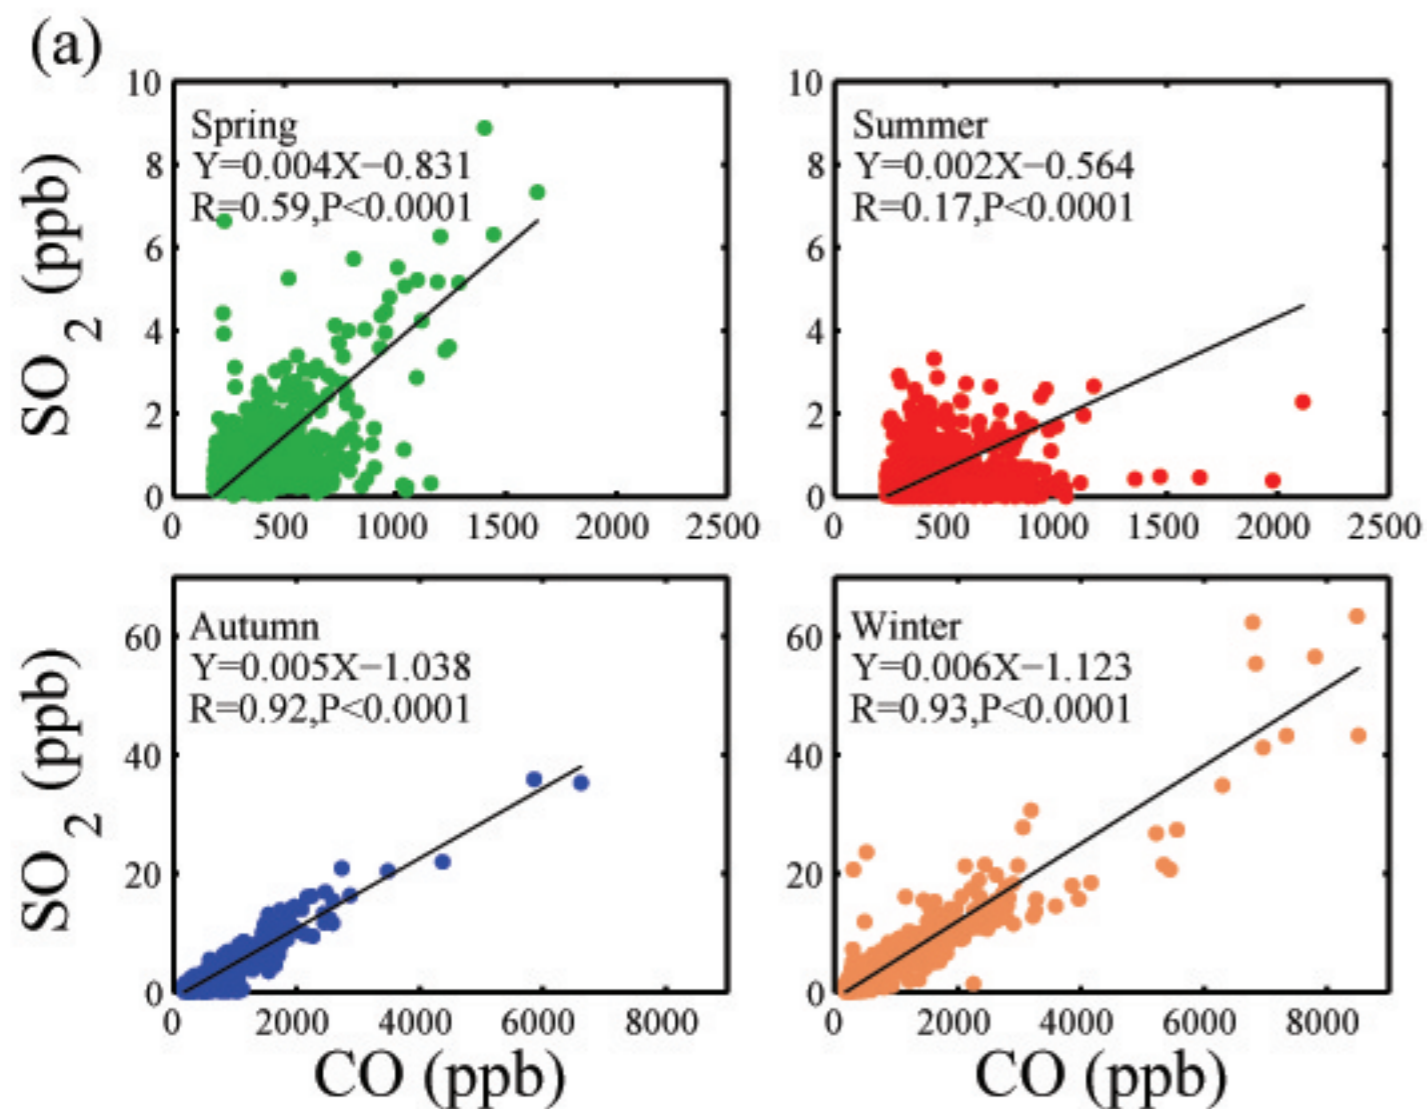 (a)
10
8
6
4
2
0
SO2 (ppb)
Spring
Y=0.004X−0.831
R=0.59,P<0.0001
0 500 1000 1500 2000 2500
10
8
6
4
2
0
Summer
Y=0.002X−0.564
R=0.17,P<0.0001
0 500 1000 1500 2000 2500
60
40
20
0
SO2 (ppb)
Autumn
Y=0.005X−1.038
R=0.92,P<0.0001
0 2000 4000 6000 8000
CO (ppb)
60
40
20
0
Winter
Y=0.006X−1.123
R=0.93,P<0.0001
0 2000 4000 6000 8000
CO (ppb)